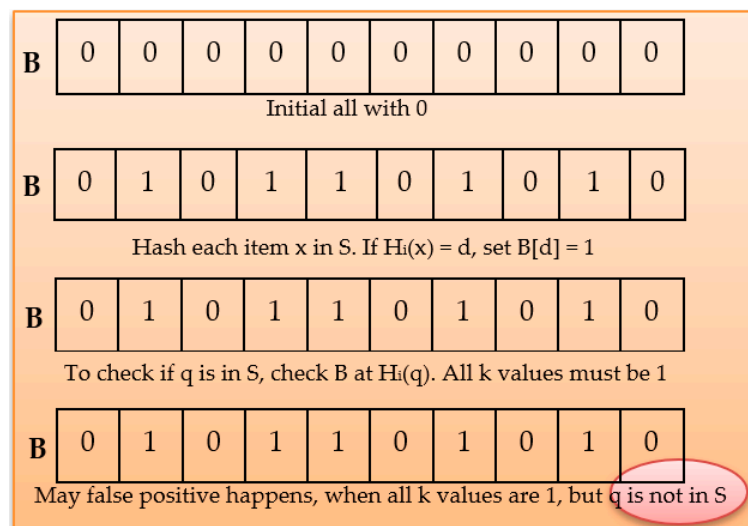 B 0 0 0 0 0 0 0 0 0 0
Initial all with 0
B 0 1 0 1 1 0 1 0 1 0
Hash each item x in S. If Hi(x) = d, set B[d] = 1
B 0 1 0 1 1 0 1 0 1 0
To check if q is in S, check B at Hi(q). All k values must be 1
B 0 1 0 1 1 0 1 0 1 0
May false positive happens, when all k values are 1, but q is not in S